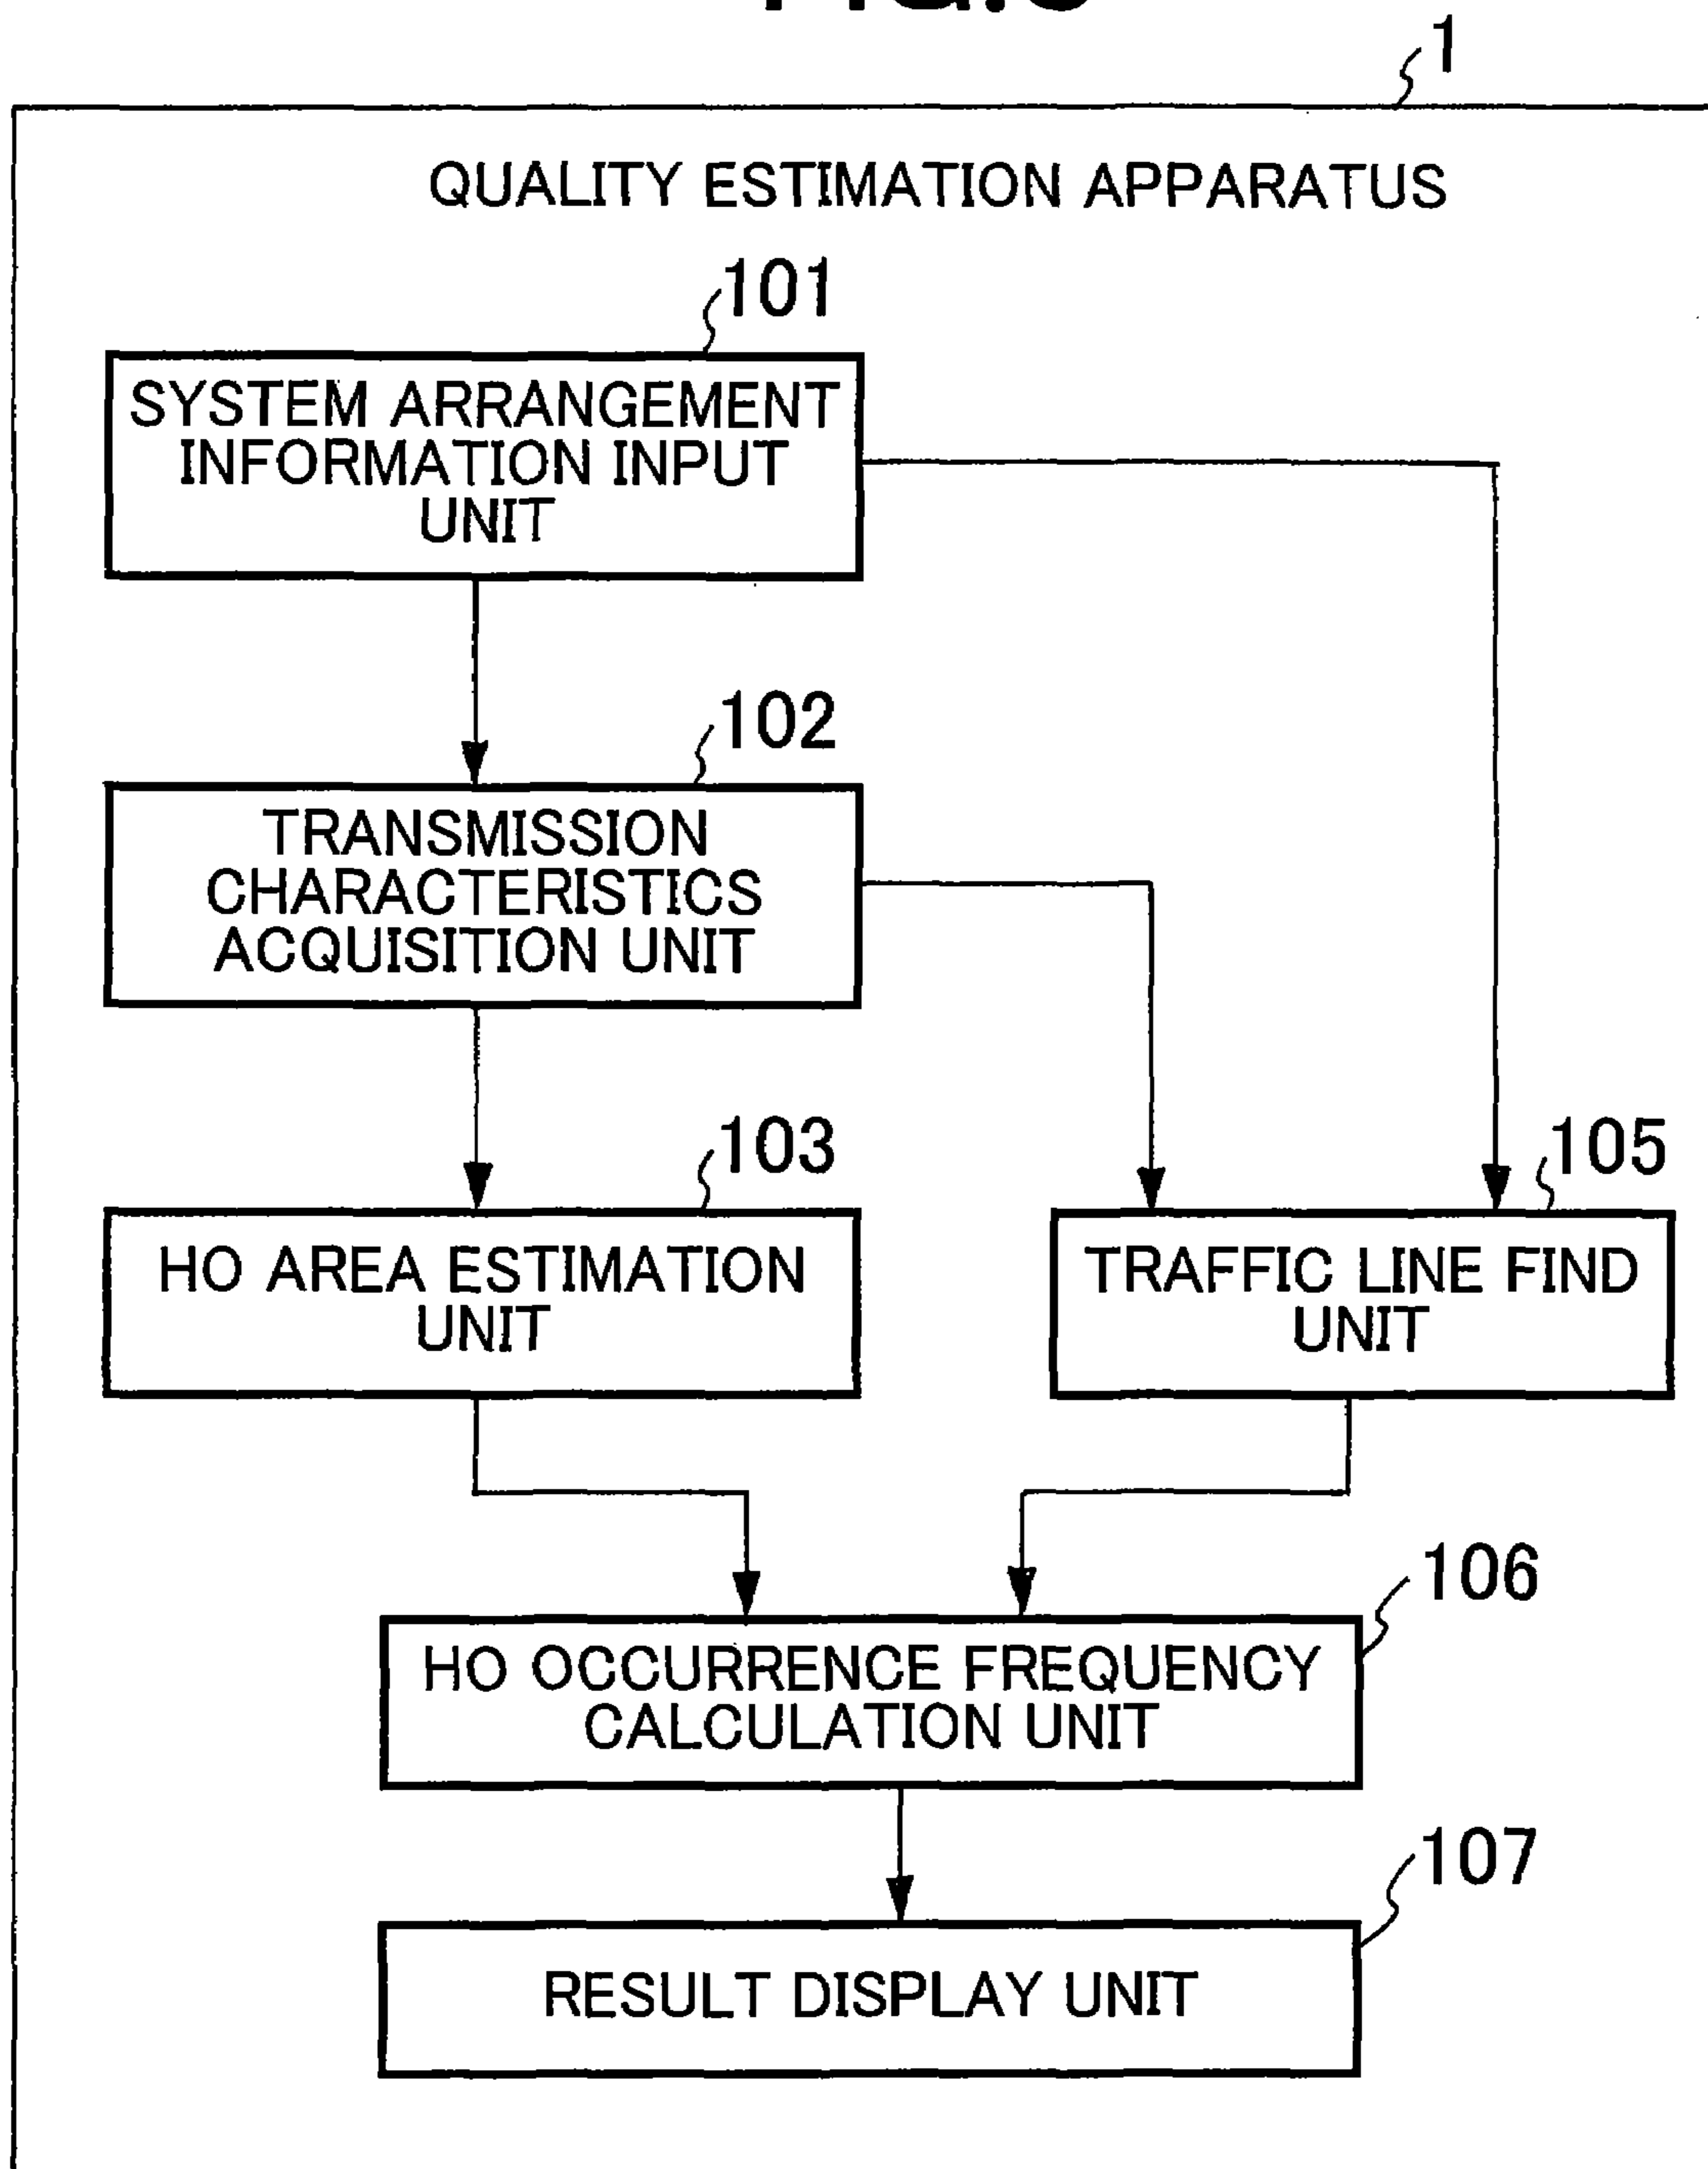 1
QUALITY ESTIMATION APPARATUS
101
SYSTEM ARRANGEMENT
INFORMATION INPUT
UNIT
102
TRANSMISSION
CHARACTERISTICS
ACQUISITION UNIT
103
HO AREA ESTIMATION
UNIT
105
TRAFFIC LINE FIND
UNIT
106
HO OCCURRENCE FREQUENCY
CALCULATION UNIT
107
RESULT DISPLAY UNIT